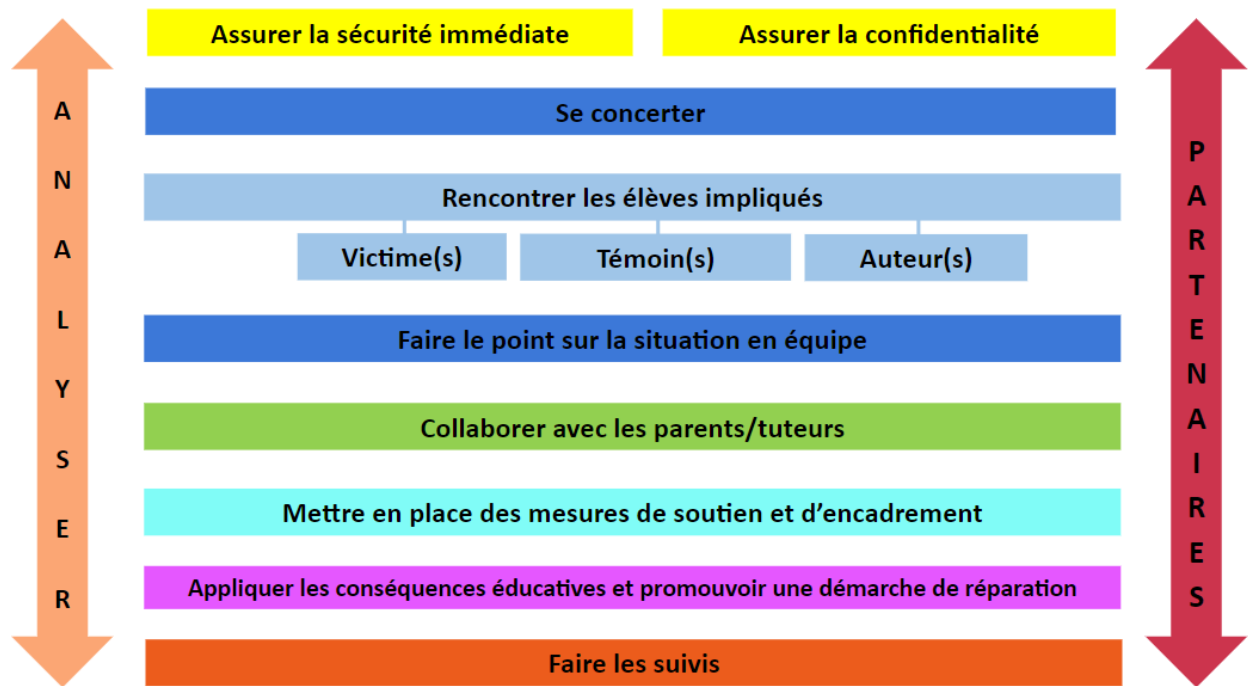 Assurer la sécurité immédiate
Assurer la confidentialité
ANALYSER
Se concerter
PARTENAIRES
Rencontrer les élèves impliqués
Victime(s)
Témoin(s)
Auteur(s)
Faire le point sur la situation en équipe
Collaborer avec les parents/tuteurs
Mettre en place des mesures de soutien et d'encadrement
Appliquer les conséquences éducatives et promouvoir une démarche de réparation
Faire les suivis